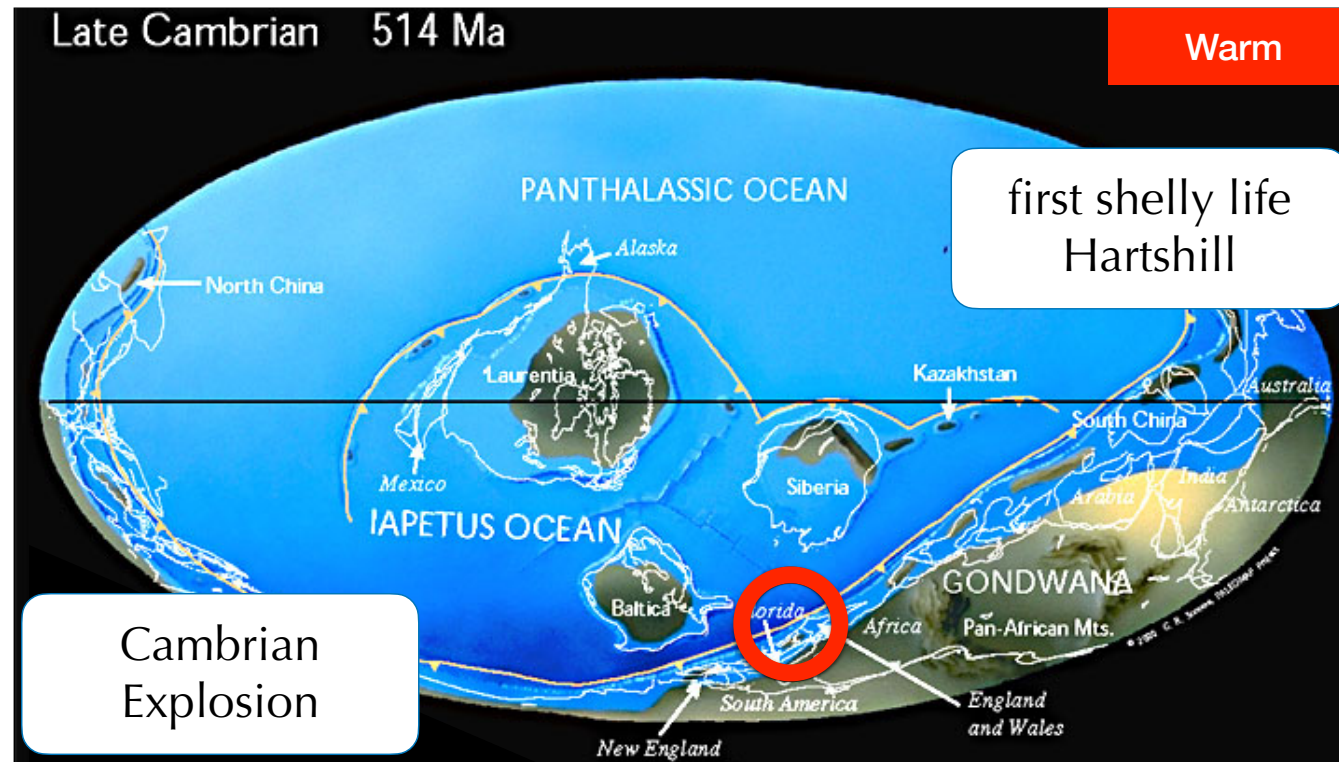 Late Cambrian 514 Ma
Warm
PANTHALASSIC OCEAN
first shelly life
Hartshill
Alaska
North China
Laurentia
Kazakhstan
Australia
South China
Mexico
Siberia
India
Arabia
Antarctica
IAPETUS OCEAN
GONDWANA
Baltica
orida
Africa
Pan-African Mts.
Cambrian
Explosion
South America
England
and Wales
New England